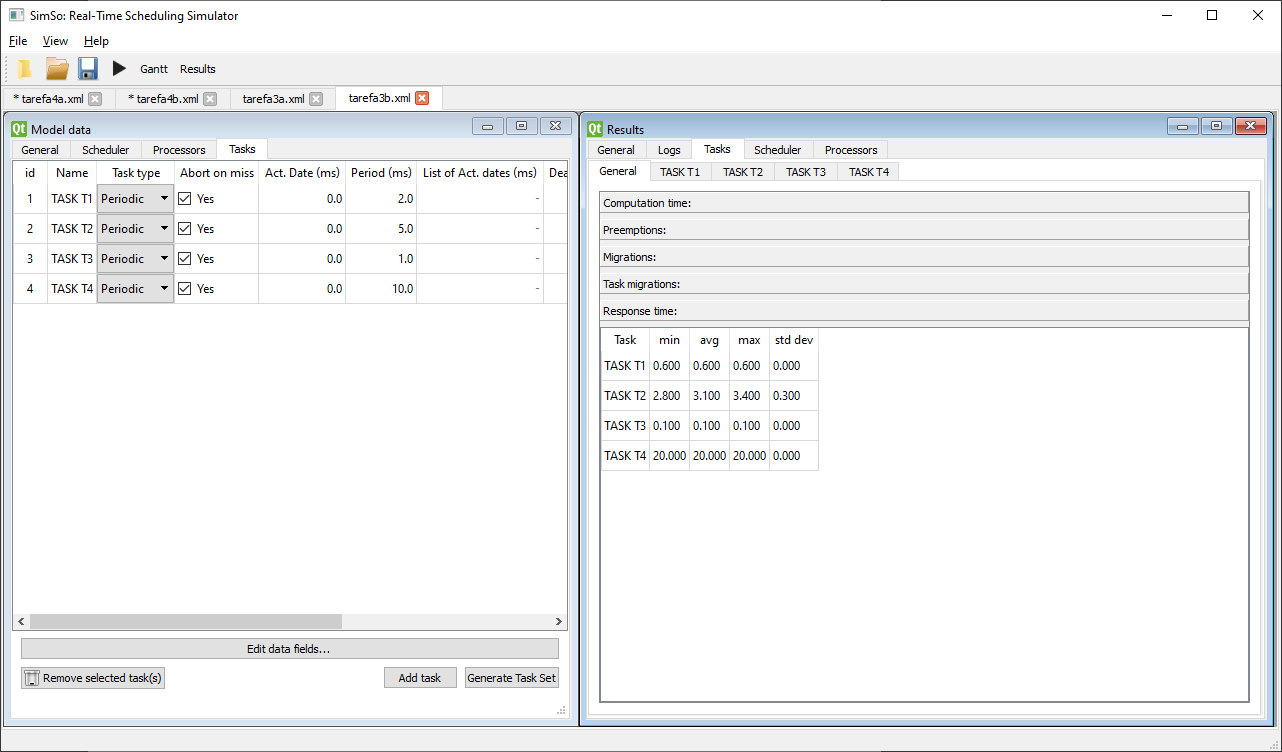 SimSo: Real-Time Scheduling Simulator
File View Help
Gantt Results
* tarefa4a.xml * tarefa4b.xml tarefa3a.xml tarefa3b.xml
Qt Model data
General Scheduler Processors Tasks
id Name Task type Abort on miss Act. Date (ms) Period (ms) List of Act. dates (ms) Dea
1 TASK T1 Periodic Yes 0.0 2.0 -
2 TASK T2 Periodic Yes 0.0 5.0 -
3 TASK T3 Periodic Yes 0.0 1.0 -
4 TASK T4 Periodic Yes 0.0 10.0 -
Edit data fields...
Remove selected task(s) Add task Generate Task Set
Qt Results
General Logs Tasks Scheduler Processors
General TASK T1 TASK T2 TASK T3 TASK T4
Computation time:
Preemptions:
Migrations:
Task migrations:
Response time:
Task min avg max std dev
TASK T1 0.600 0.600 0.600 0.000
TASK T2 2.800 3.100 3.400 0.300
TASK T3 0.100 0.100 0.100 0.000
TASK T4 20.000 20.000 20.000 0.000